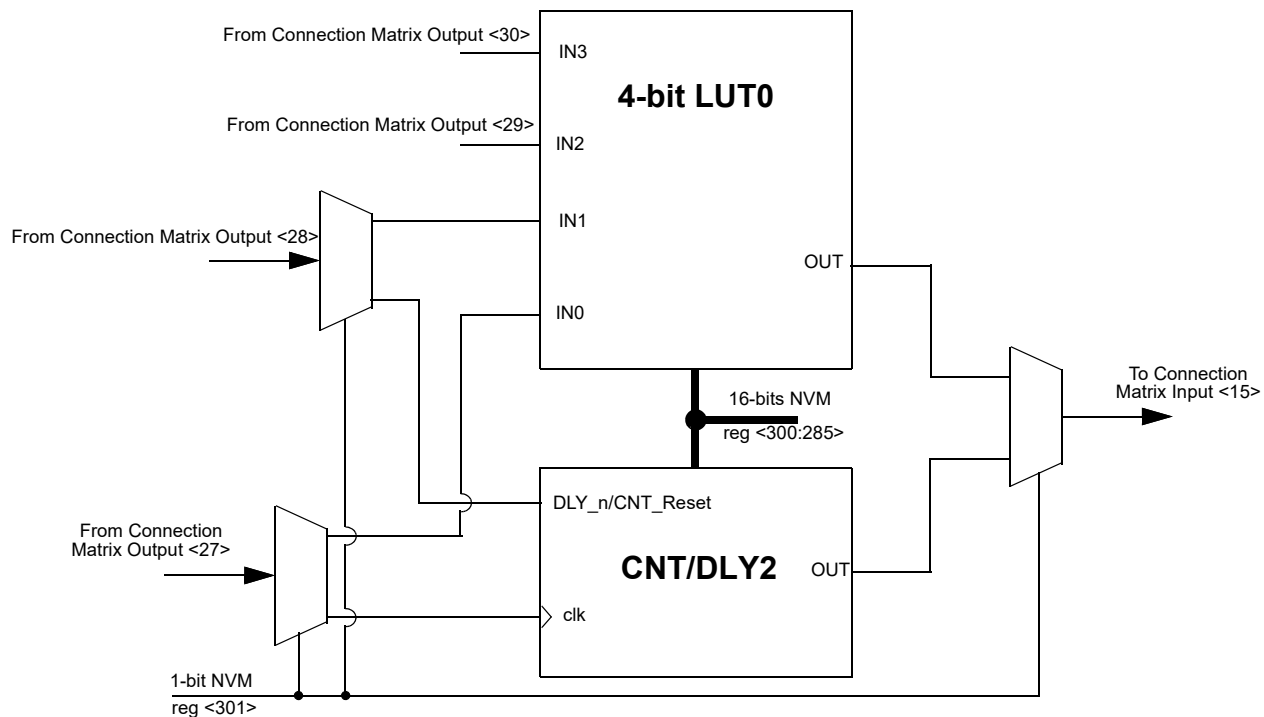 From Connection Matrix Output <30>
IN3
4-bit LUT0
From Connection Matrix Output <29>
IN2
IN1
From Connection Matrix Output <28>
OUT
IN0
To Connection
Matrix Input <15>
16-bits NVM
reg <300:285>
DLY_n/CNT_Reset
From Connection
Matrix Output <27>
CNT/DLY2
OUT
clk
1-bit NVM
reg <301>